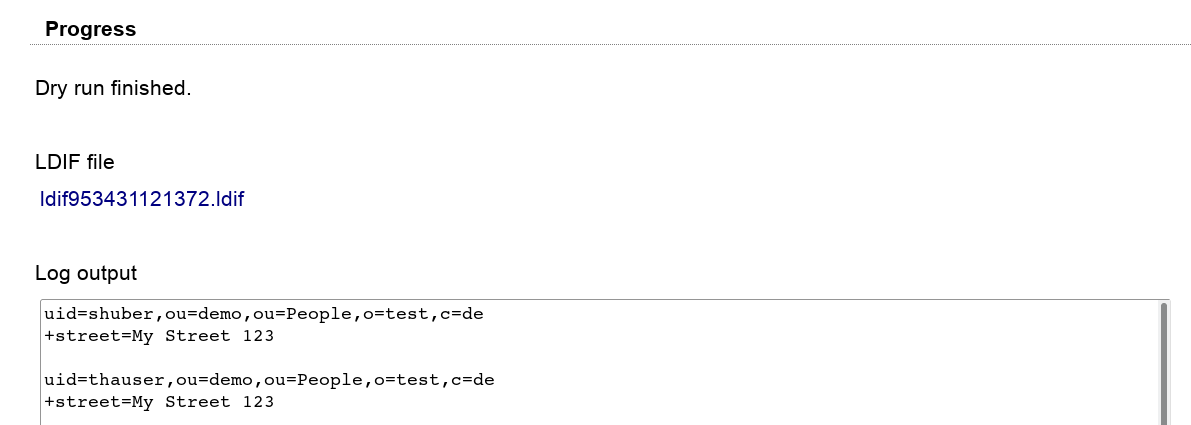 Progress
Dry run finished.
LDIF file
ldif953431121372.ldif
Log output
uid=shuber,ou=demo,ou=People,o=test,c=de
+street=My Street 123
uid=thauser,ou=demo,ou=People,o=test,c=de
+street=My Street 123